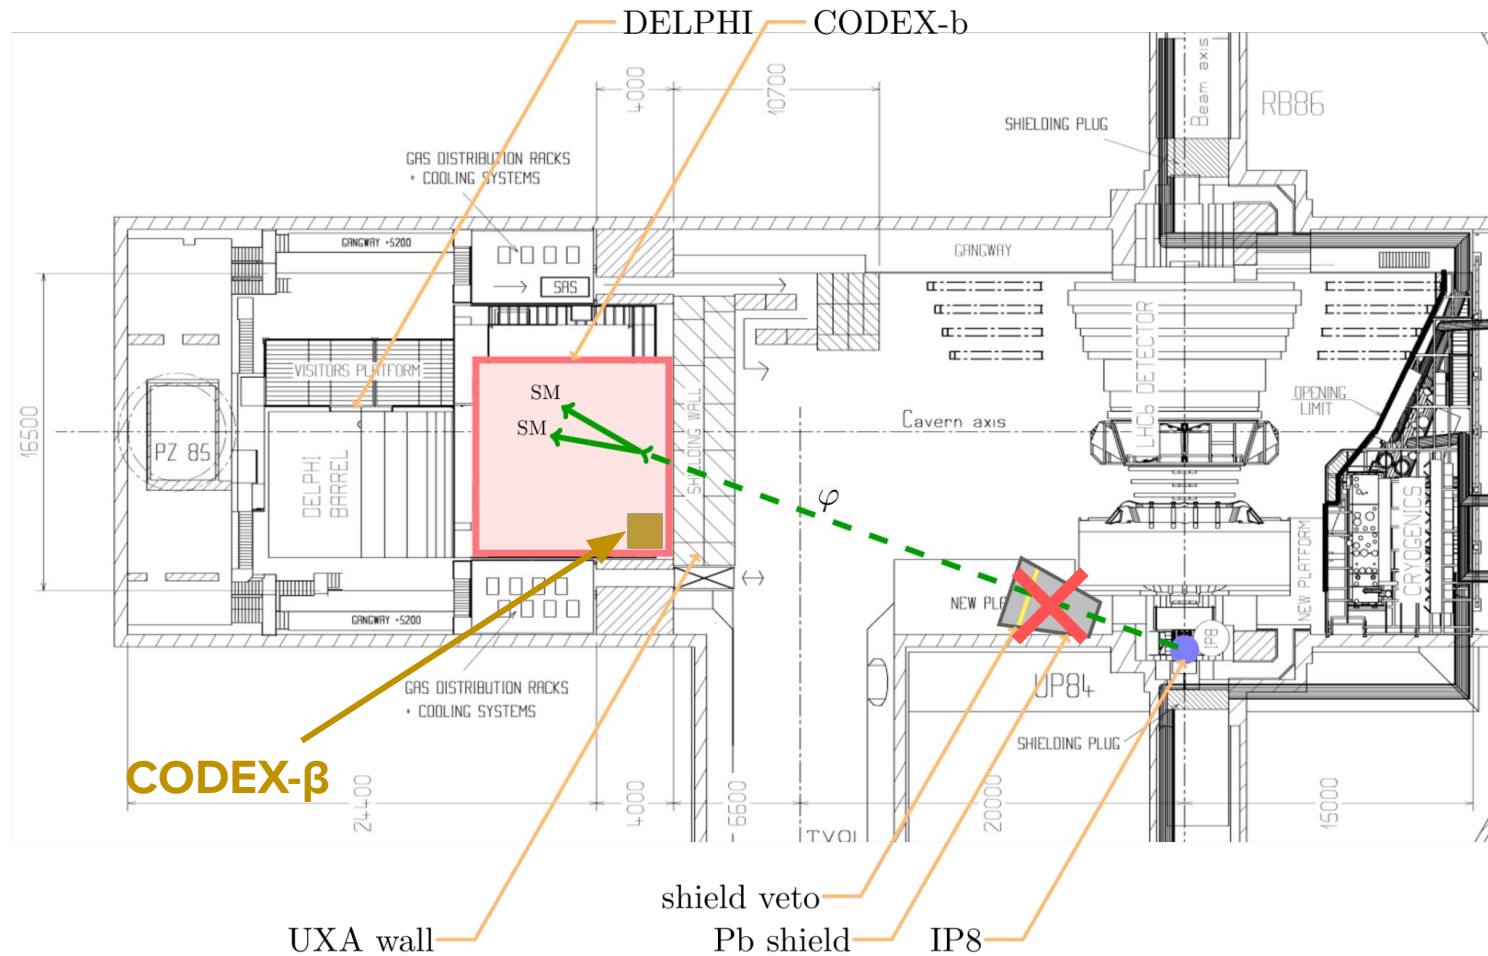 DELPHI
CODEX-b
4000
10700
Beam axis
RB86
SHIELDING PLUG
GAS DISTRIBUTION RACKS
+ COOLING SYSTEMS
GANGWAY +5200
GANGWAY
SAS
16500
VISITORS PLATFORM
LHCb DETECTOR
OPENING
LIMIT
SM
SM
Cavern axis
PZ 85
DELPHI
BARREL
SHIELDING WALL
φ
CRYOGENICS
NEW PLATFORM
NEW PLA
IP8
GANGWAY +5200
GAS DISTRIBUTION RACKS
+ COOLING SYSTEMS
UP84
SHIELDING PLUG
CODEX-β
24400
4000
6600
20000
15000
shield veto
UXA wall
Pb shield
IP8